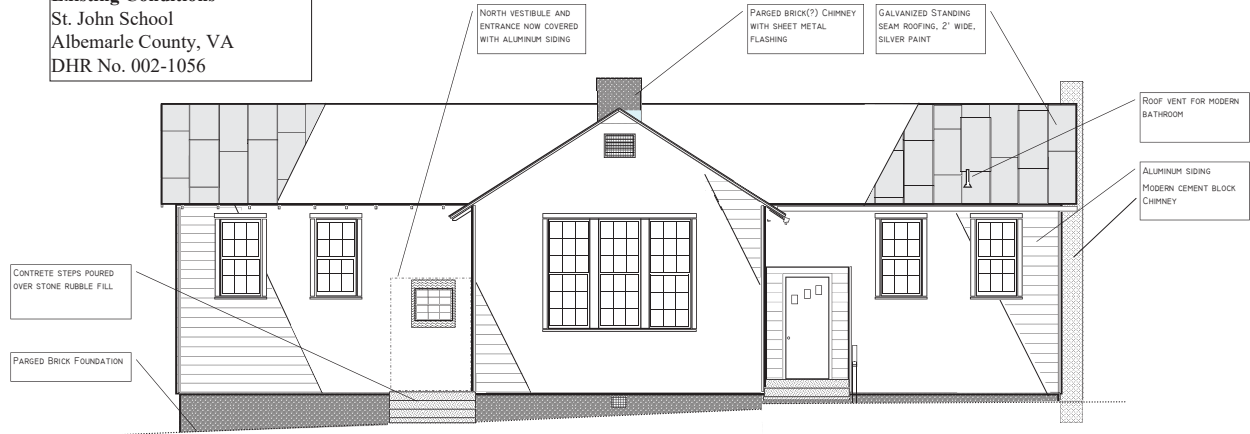 Existing Conditions
St. John School
Albemarle County, VA
DHR No. 002-1056
North vestibule and
entrance now covered
with aluminum siding
Parged brick(?) Chimney
with sheet metal
flashing
Galvanized Standing
seam roofing, 2' wide,
silver paint
Roof vent for modern
bathroom
Aluminum siding
Modern cement block
Chimney
Contrete steps poured
over stone rubble fill
Parged Brick Foundation